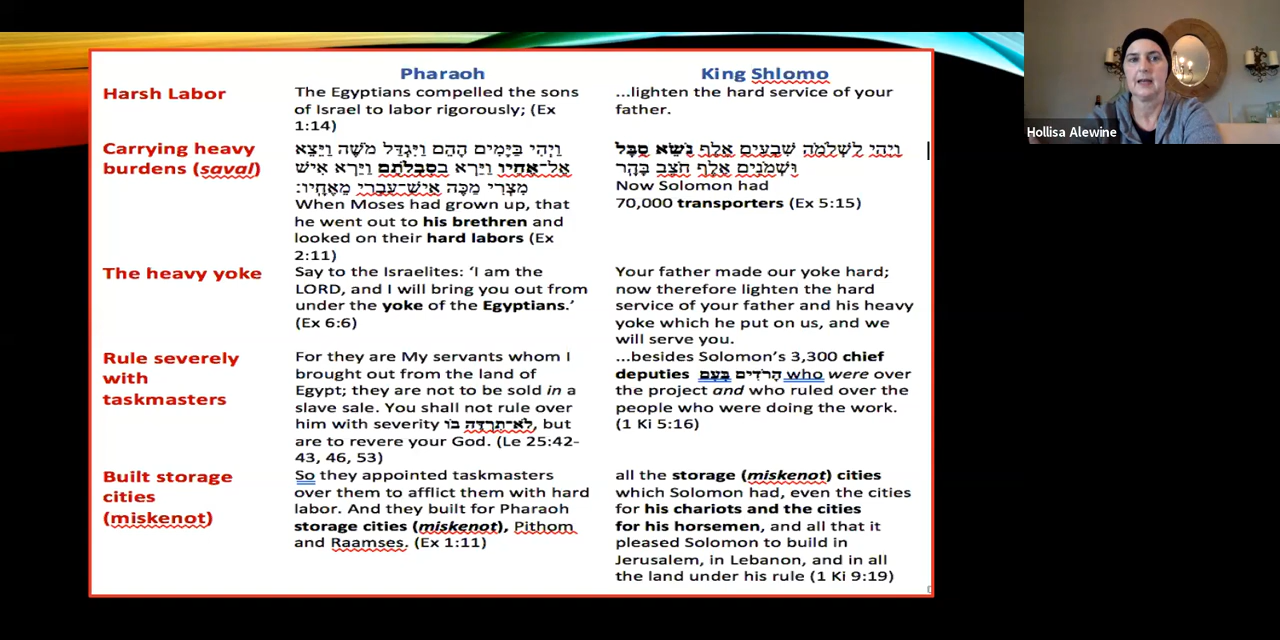 Pharaoh
King Shlomo
Harsh Labor
The Egyptians compelled the sons
of Israel to labor rigorously; (Ex
1:14)
...lighten the hard service of your
father.
Carrying heavy
burdens (saval)
וַיְהִי בַּיָּמִים הָהֵם וַיִּגְדַּל מֹשֶׁה וַיֵּצֵא
אֶל־אֶחָיו וַיַּרְא בְּסִבְלֹתָם וַיַּרְא אִישׁ
מִצְרִי מַכֶּה אִישׁ־עִבְרִי מֵאֶחָיו׃
When Moses had grown up, that
he went out to his brethren and
looked on their hard labors (Ex
2:11)
וַיְהִי לִשְׁלֹמֹה שִׁבְעִים אֶלֶף נֹשֵׂא סַבָּל
וּשְׁמֹנִים אֶלֶף חֹצֵב בָּהָר
Now Solomon had
70,000 transporters (Ex 5:15)
The heavy yoke
Say to the Israelites: ‘I am the
LORD, and I will bring you out from
under the yoke of the Egyptians.’
(Ex 6:6)
Your father made our yoke hard;
now therefore lighten the hard
service of your father and his heavy
yoke which he put on us, and we
will serve you.
Rule severely
with
taskmasters
For they are My servants whom I
brought out from the land of
Egypt; they are not to be sold in a
slave sale. You shall not rule over
him with severity לֹא־תִרְדֶּה בוֹ, but
are to revere your God. (Le 25:42-
43, 46, 53)
...besides Solomon’s 3,300 chief
deputies הָרֹדִים בָּעָם who were over
the project and who ruled over the
people who were doing the work.
(1 Ki 5:16)
Built storage
cities
(miskenot)
So they appointed taskmasters
over them to afflict them with hard
labor. And they built for Pharaoh
storage cities (miskenot), Pithom
and Raamses. (Ex 1:11)
all the storage (miskenot) cities
which Solomon had, even the cities
for his chariots and the cities
for his horsemen, and all that it
pleased Solomon to build in
Jerusalem, in Lebanon, and in all
the land under his rule (1 Ki 9:19)
Hollisa Alewine